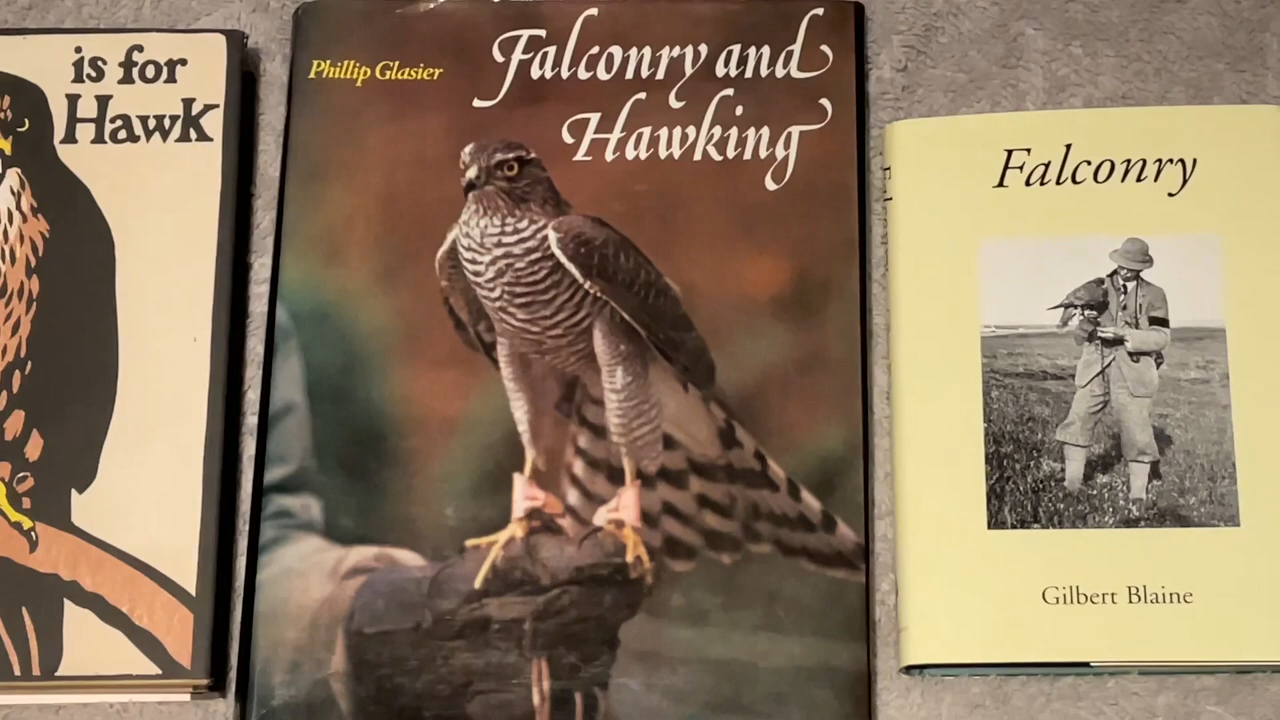 is for
Hawk
Phillip Glasier
Falconry and
Hawking
Falconry
Gilbert Blaine